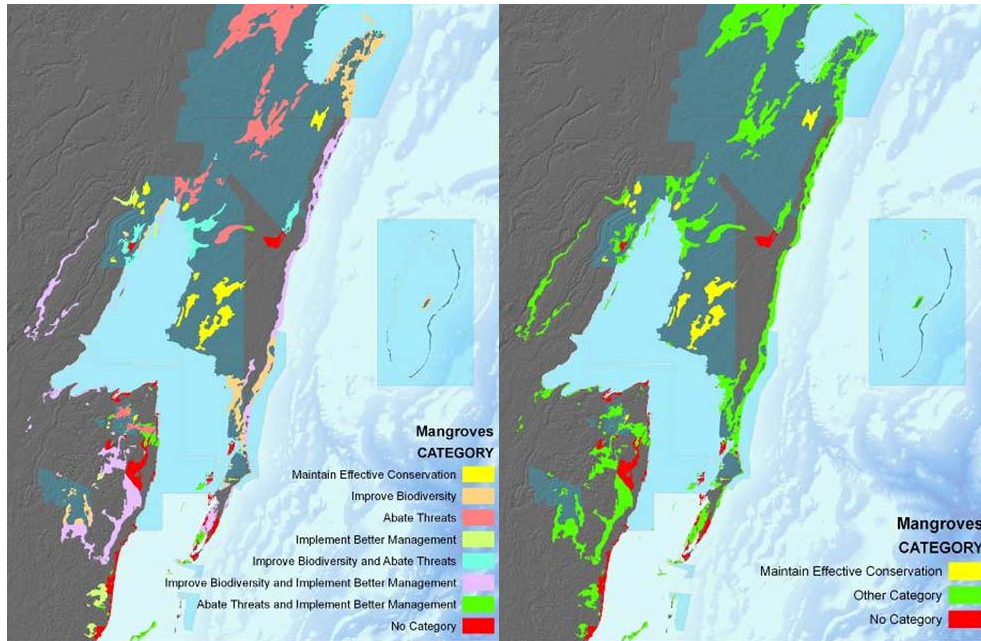 Mangroves
CATEGORY
Maintain Effective Conservation
Improve Biodiversity
Abate Threats
Implement Better Management
Improve Biodiversity and Abate Threats
Improve Biodiversity and Implement Better Management
Abate Threats and Implement Better Management
No Category
Mangroves
CATEGORY
Maintain Effective Conservation
Other Category
No Category